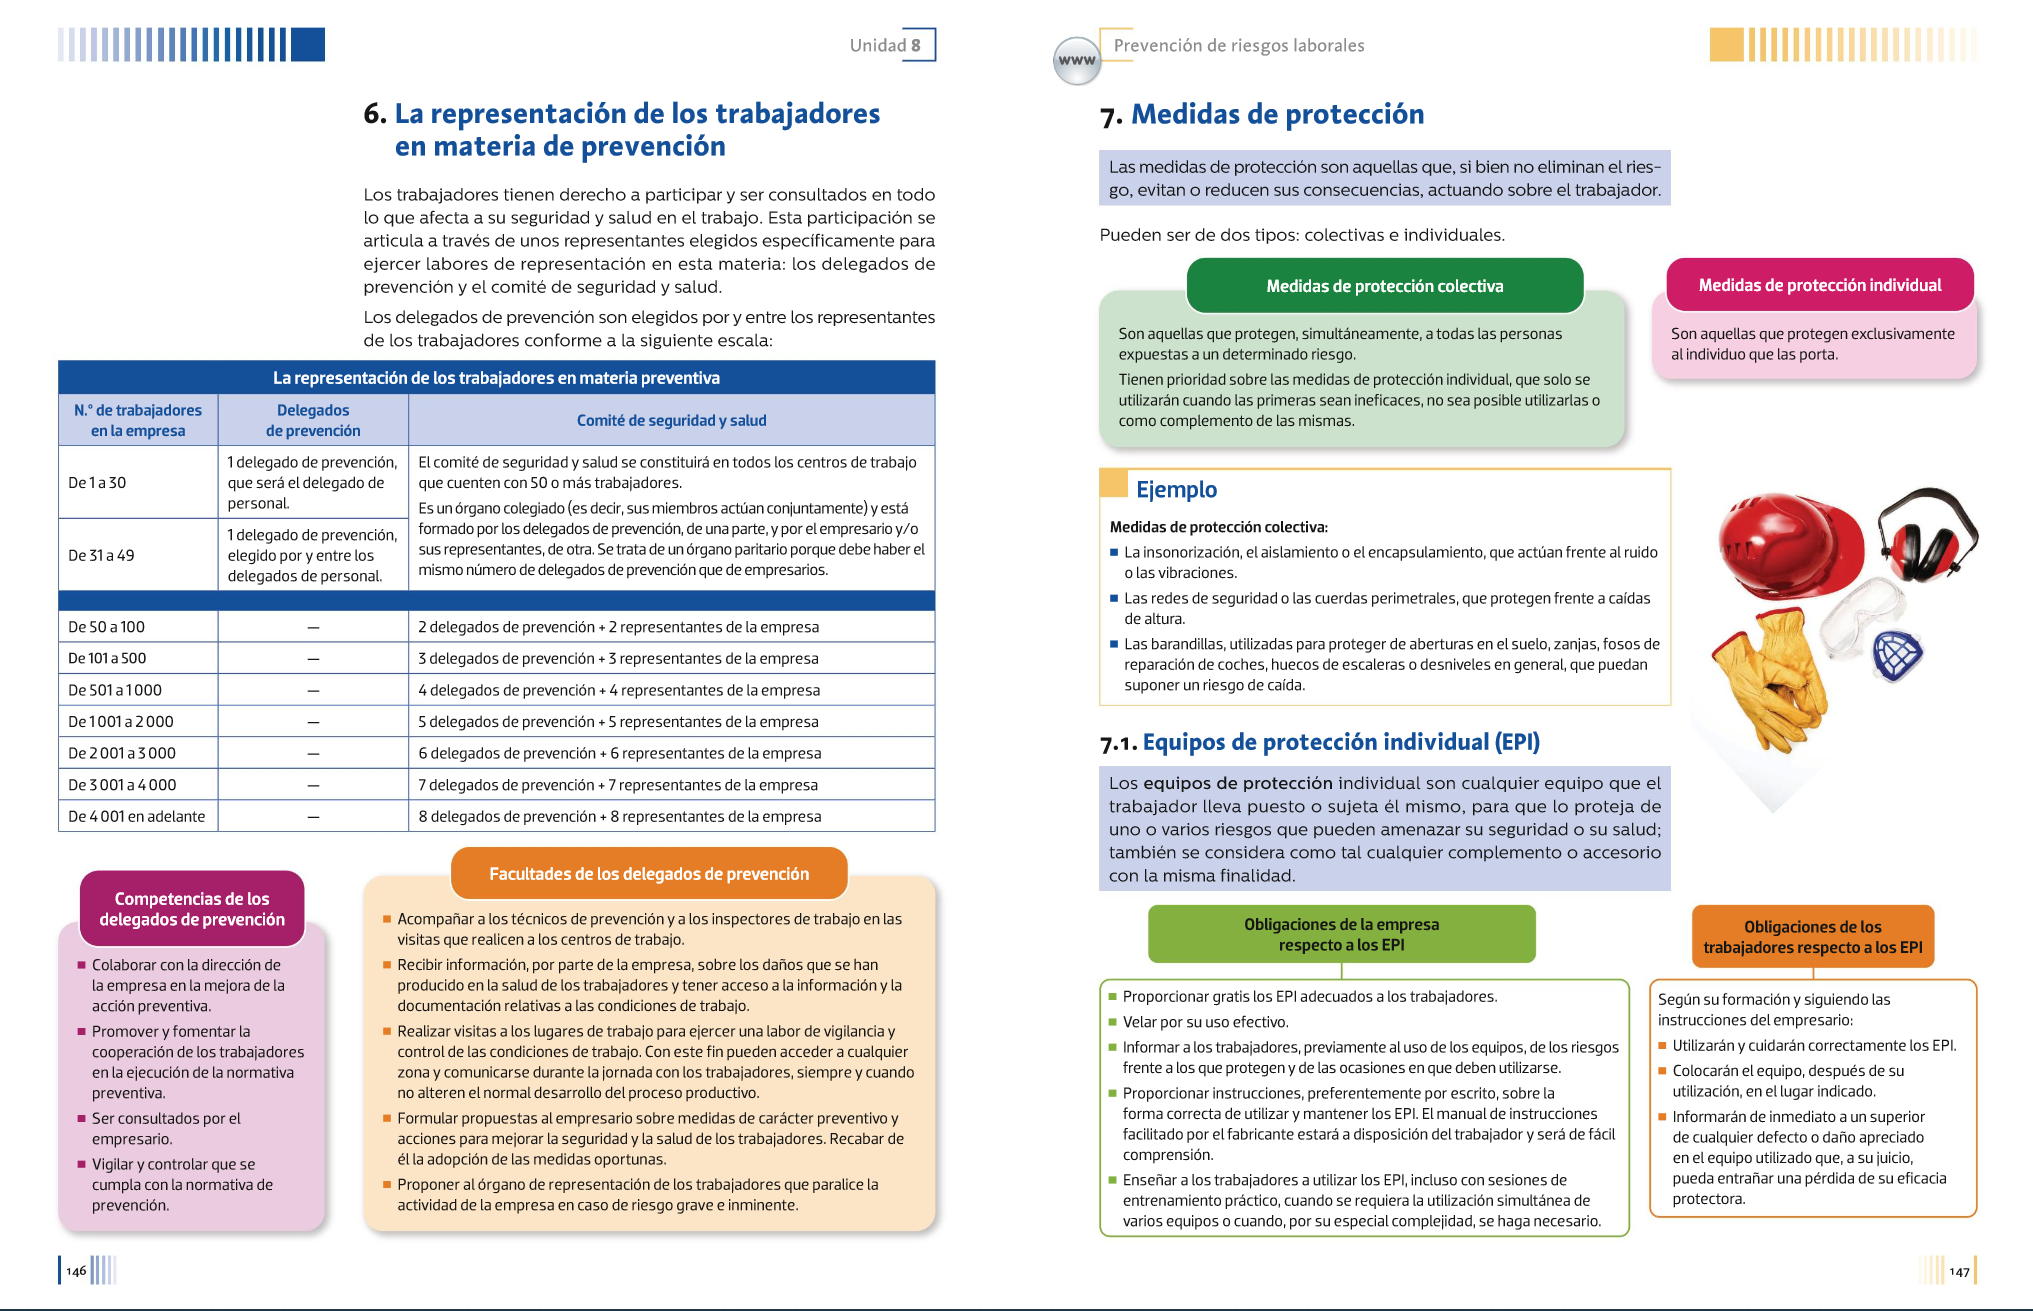 Unidad 8
6. La representación de los trabajadores
en materia de prevención
Los trabajadores tienen derecho a participar y ser consultados en todo
lo que afecta a su seguridad y salud en el trabajo. Esta participación se
articula a través de unos representantes elegidos específicamente para
ejercer labores de representación en esta materia: los delegados de
prevención y el comité de seguridad y salud.
Los delegados de prevención son elegidos por y entre los representantes
de los trabajadores conforme a la siguiente escala:
La representación de los trabajadores en materia preventiva
N.° de trabajadores
en la empresa
Delegados
de prevención
Comité de seguridad y salud
De 1 a 30
1 delegado de prevención,
que será el delegado de
personal.
De 31 a 49
1 delegado de prevención,
elegido por y entre los
delegados de personal.
El comité de seguridad y salud se constituirá en todos los centros de trabajo
que cuenten con 50 o más trabajadores.
Es un órgano colegiado (es decir, sus miembros actúan conjuntamente) y está
formado por los delegados de prevención, de una parte, y por el empresario y/o
sus representantes, de otra. Se trata de un órgano paritario porque debe haber el
mismo número de delegados de prevención que de empresarios.
De 50 a 100 — 2 delegados de prevención + 2 representantes de la empresa
De 101 a 500 — 3 delegados de prevención + 3 representantes de la empresa
De 501 a 1 000 — 4 delegados de prevención + 4 representantes de la empresa
De 1 001 a 2 000 — 5 delegados de prevención + 5 representantes de la empresa
De 2 001 a 3 000 — 6 delegados de prevención + 6 representantes de la empresa
De 3 001 a 4 000 — 7 delegados de prevención + 7 representantes de la empresa
De 4 001 en adelante — 8 delegados de prevención + 8 representantes de la empresa
Competencias de los
delegados de prevención
Colaborar con la dirección de
la empresa en la mejora de la
acción preventiva.
Promover y fomentar la
cooperación de los trabajadores
en la ejecución de la normativa
preventiva.
Ser consultados por el
empresario.
Vigilar y controlar que se
cumpla con la normativa de
prevención.
Facultades de los delegados de prevención
Acompañar a los técnicos de prevención y a los inspectores de trabajo en las
visitas que realicen a los centros de trabajo.
Recibir información, por parte de la empresa, sobre los daños que se han
producido en la salud de los trabajadores y tener acceso a la información y la
documentación relativas a las condiciones de trabajo.
Realizar visitas a los lugares de trabajo para ejercer una labor de vigilancia y
control de las condiciones de trabajo. Con este fin pueden acceder a cualquier
zona y comunicarse durante la jornada con los trabajadores, siempre y cuando
no alteren el normal desarrollo del proceso productivo.
Formular propuestas al empresario sobre medidas de carácter preventivo y
acciones para mejorar la seguridad y la salud de los trabajadores. Recabar de
él la adopción de las medidas oportunas.
Proponer al órgano de representación de los trabajadores que paralice la
actividad de la empresa en caso de riesgo grave e inminente.
146
www
Prevención de riesgos laborales
7. Medidas de protección
Las medidas de protección son aquellas que, si bien no eliminan el ries-
go, evitan o reducen sus consecuencias, actuando sobre el trabajador.
Pueden ser de dos tipos: colectivas e individuales.
Medidas de protección colectiva
Son aquellas que protegen, simultáneamente, a todas las personas
expuestas a un determinado riesgo.
Tienen prioridad sobre las medidas de protección individual, que solo se
utilizarán cuando las primeras sean ineficaces, no sea posible utilizarlas o
como complemento de las mismas.
Medidas de protección individual
Son aquellas que protegen exclusivamente
al individuo que las porta.
Ejemplo
Medidas de protección colectiva:
La insonorización, el aislamiento o el encapsulamiento, que actúan frente al ruido
o las vibraciones.
Las redes de seguridad o las cuerdas perimetrales, que protegen frente a caídas
de altura.
Las barandillas, utilizadas para proteger de aberturas en el suelo, zanjas, fosos de
reparación de coches, huecos de escaleras o desniveles en general, que puedan
suponer un riesgo de caída.
7.1. Equipos de protección individual (EPI)
Los equipos de protección individual son cualquier equipo que el
trabajador lleva puesto o sujeta él mismo, para que lo proteja de
uno o varios riesgos que pueden amenazar su seguridad o su salud;
también se considera como tal cualquier complemento o accesorio
con la misma finalidad.
Obligaciones de la empresa
respecto a los EPI
Proporcionar gratis los EPI adecuados a los trabajadores.
Velar por su uso efectivo.
Informar a los trabajadores, previamente al uso de los equipos, de los riesgos
frente a los que protegen y de las ocasiones en que deben utilizarse.
Proporcionar instrucciones, preferentemente por escrito, sobre la
forma correcta de utilizar y mantener los EPI. El manual de instrucciones
facilitado por el fabricante estará a disposición del trabajador y será de fácil
comprensión.
Enseñar a los trabajadores a utilizar los EPI, incluso con sesiones de
entrenamiento práctico, cuando se requiera la utilización simultánea de
varios equipos o cuando, por su especial complejidad, se haga necesario.
Obligaciones de los
trabajadores respecto a los EPI
Según su formación y siguiendo las
instrucciones del empresario:
Utilizarán y cuidarán correctamente los EPI.
Colocarán el equipo, después de su
utilización, en el lugar indicado.
Informarán de inmediato a un superior
de cualquier defecto o daño apreciado
en el equipo utilizado que, a su juicio,
pueda entrañar una pérdida de su eficacia
protectora.
147